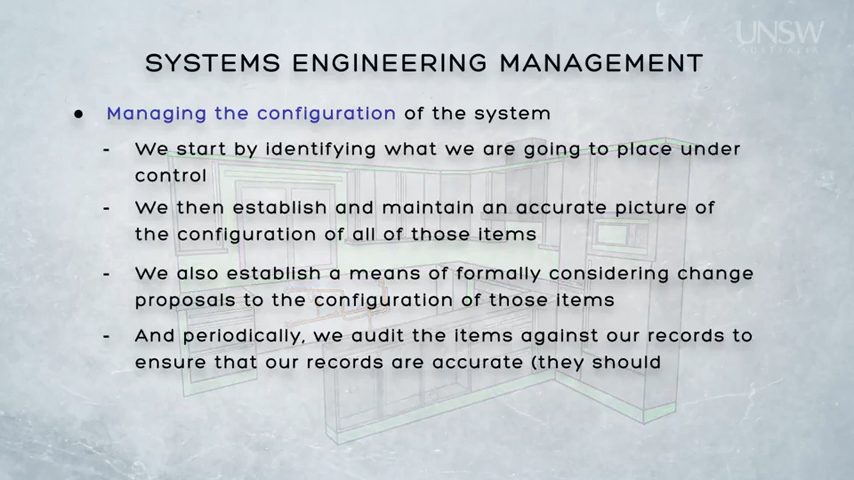 UNSW
AUSTRALIA
SYSTEMS ENGINEERING MANAGEMENT
• Managing the configuration of the system
- We start by identifying what we are going to place under
control
- We then establish and maintain an accurate picture of
the configuration of all of those items
- We also establish a means of formally considering change
proposals to the configuration of those items
- And periodically, we audit the items against our records to
ensure that our records are accurate (they should